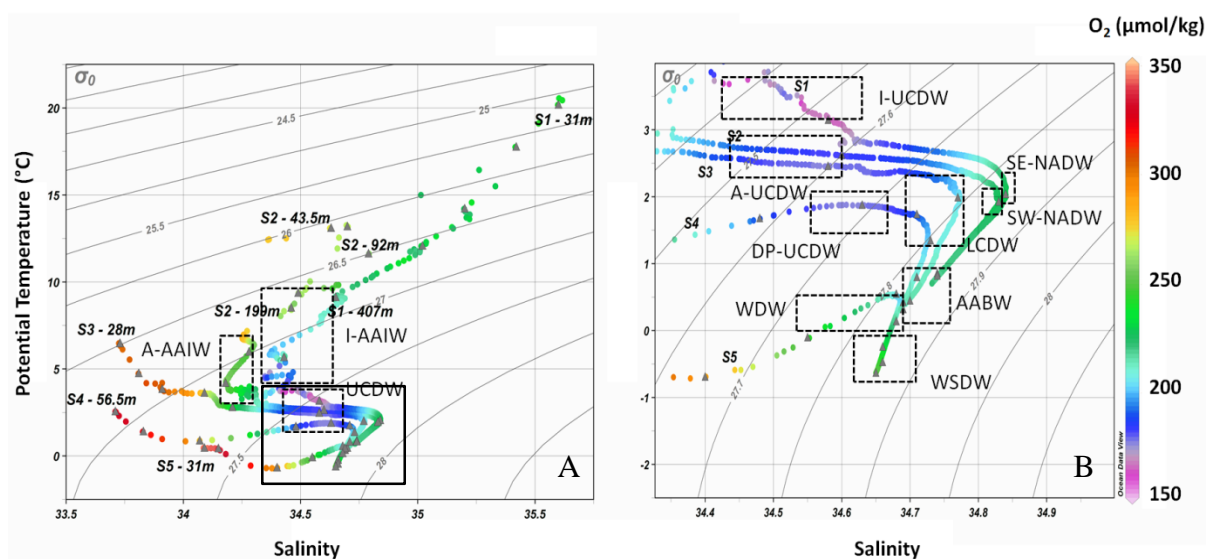 O₂ (µmol/kg)
σ₀
20
15
10
5
0
Potential Temperature (°C)
33.5
34
34.5
35
35.5
Salinity
24.5
25
25.5
26
26.5
27
27.5
28
S1 - 31m
S2 - 43.5m
S2 - 92m
S2 - 199m
S1 - 407m
S3 - 28m
A-AAIW
I-AAIW
S4 - 56.5m
UCDW
S5 - 31m
A
σ₀
3
2
1
0
-1
-2
34.4
34.5
34.6
34.7
34.8
34.9
Salinity
S1
I-UCDW
27.6
S2
S3
A-UCDW
SE-NADW
SW-NADW
S4
DP-UCDW
LCDW
27.8
27.9
28
WDW
AABW
S5
27.7
WSDW
B
Ocean Data View
350
300
250
200
150